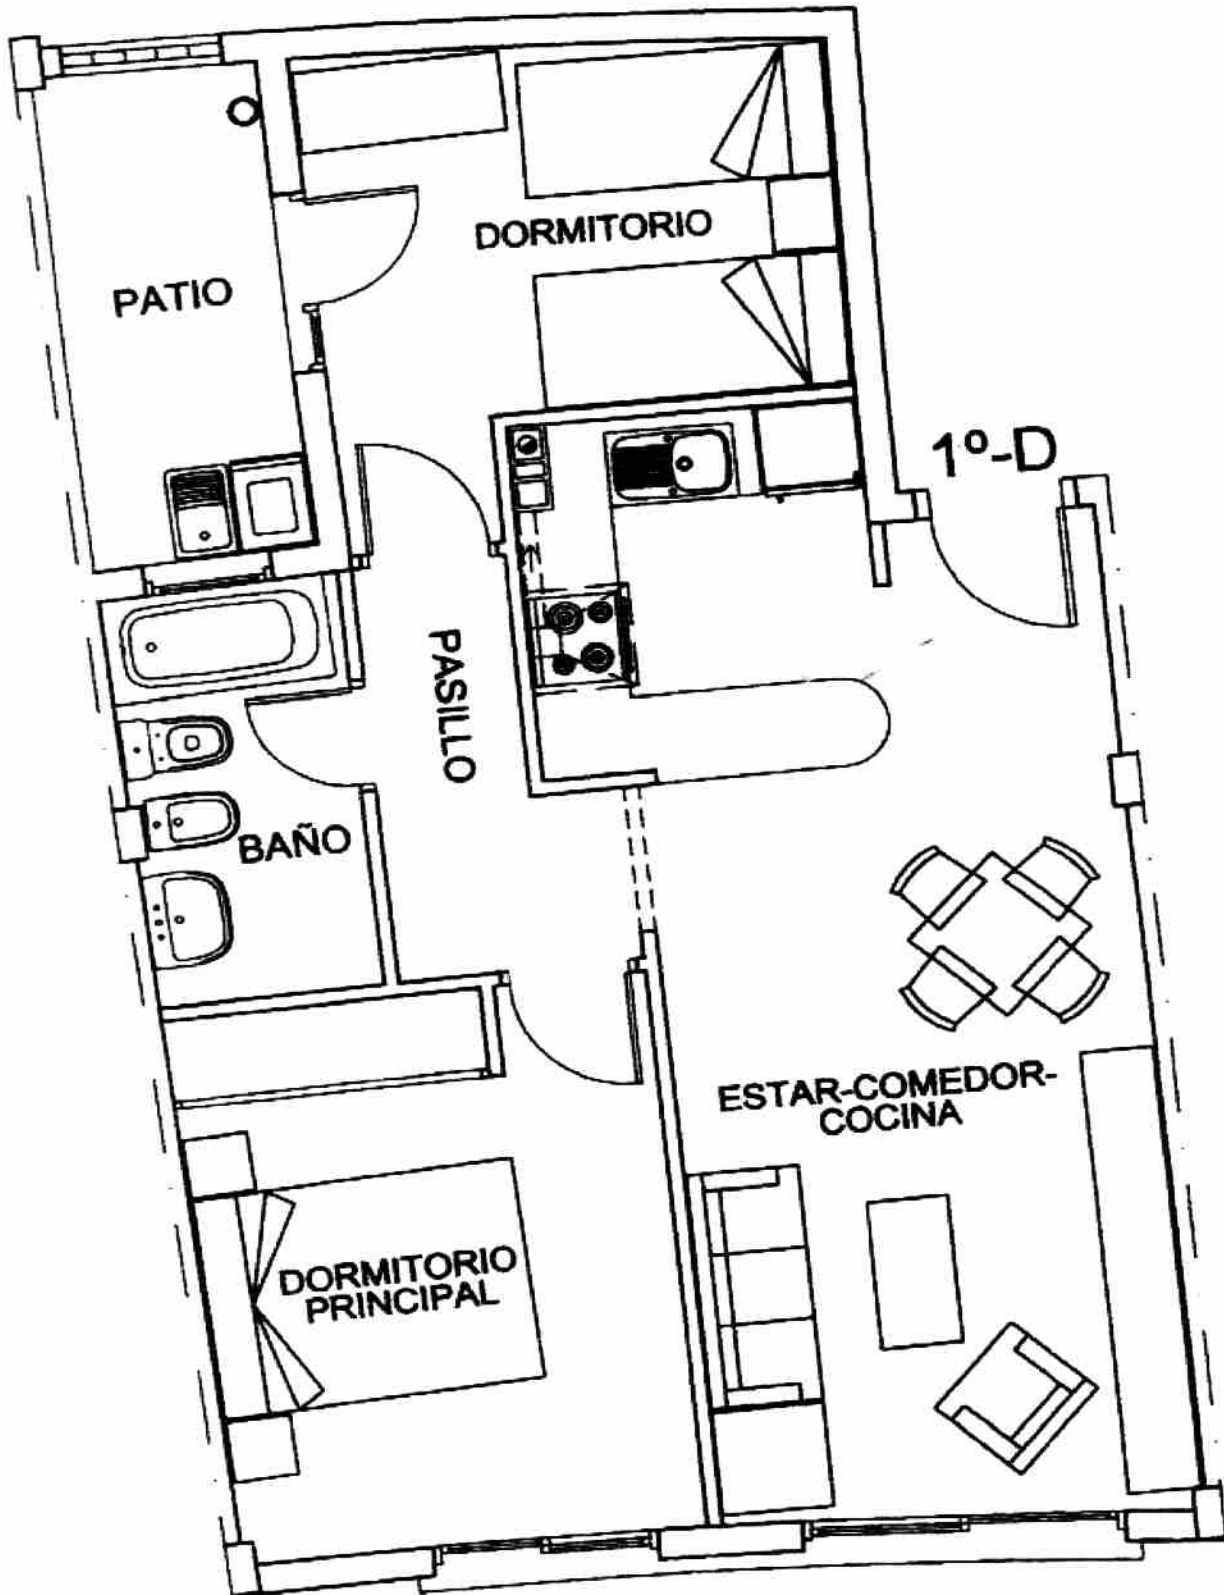 DORMITORIO
PATIO
1º-D
PASILLO
BAÑO
ESTAR-COMEDOR-
COCINA
DORMITORIO
PRINCIPAL